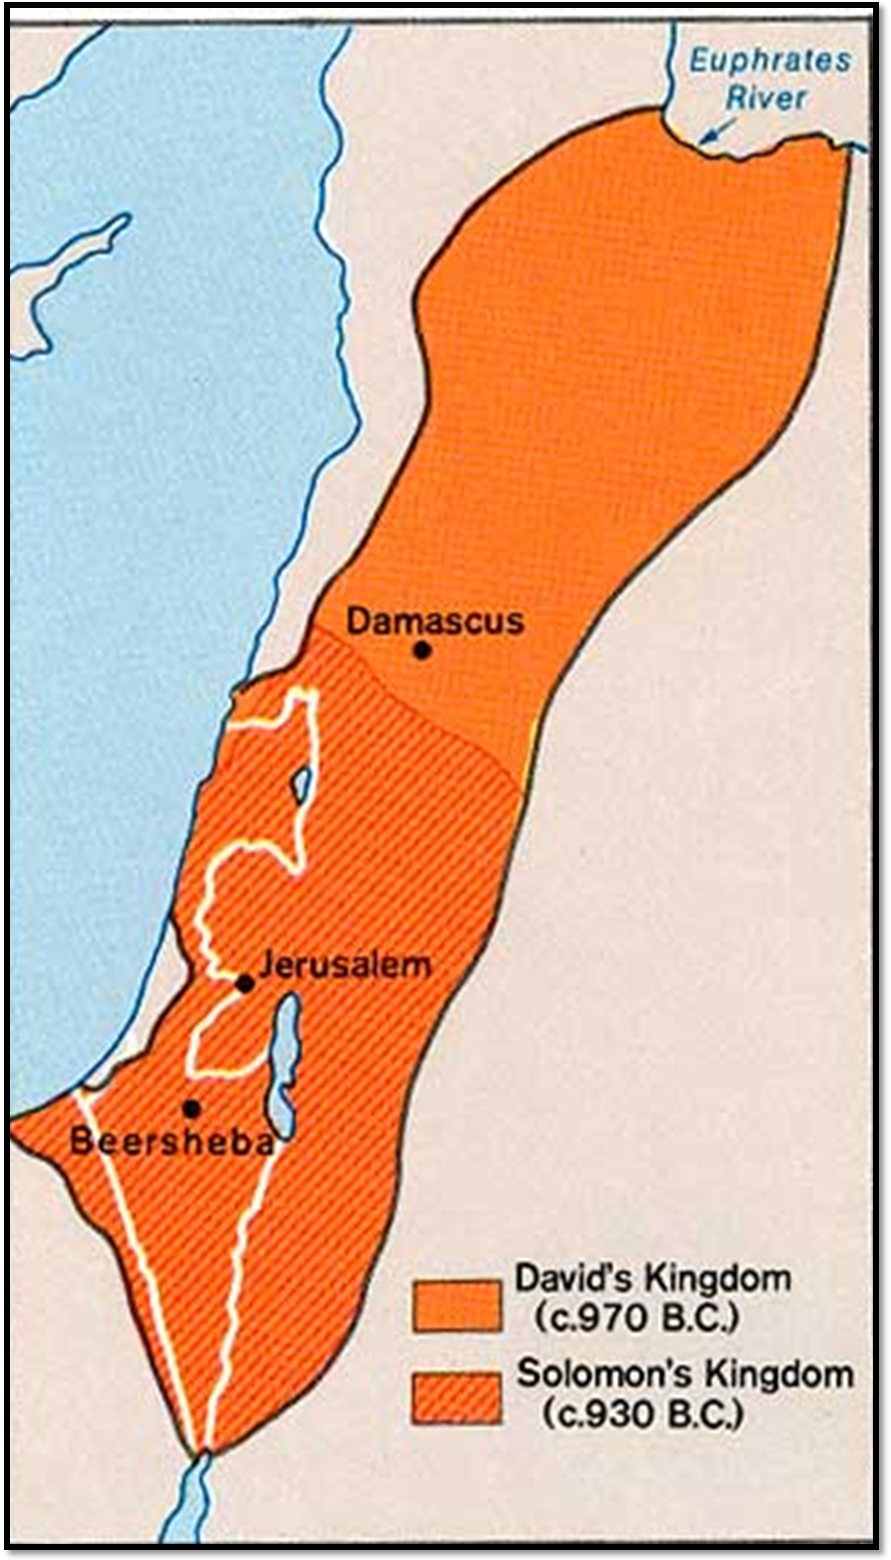 Euphrates
River
Damascus
Jerusalem
Beersheba
David's Kingdom
(c.970 B.C.)
Solomon's Kingdom
(c.930 B.C.)